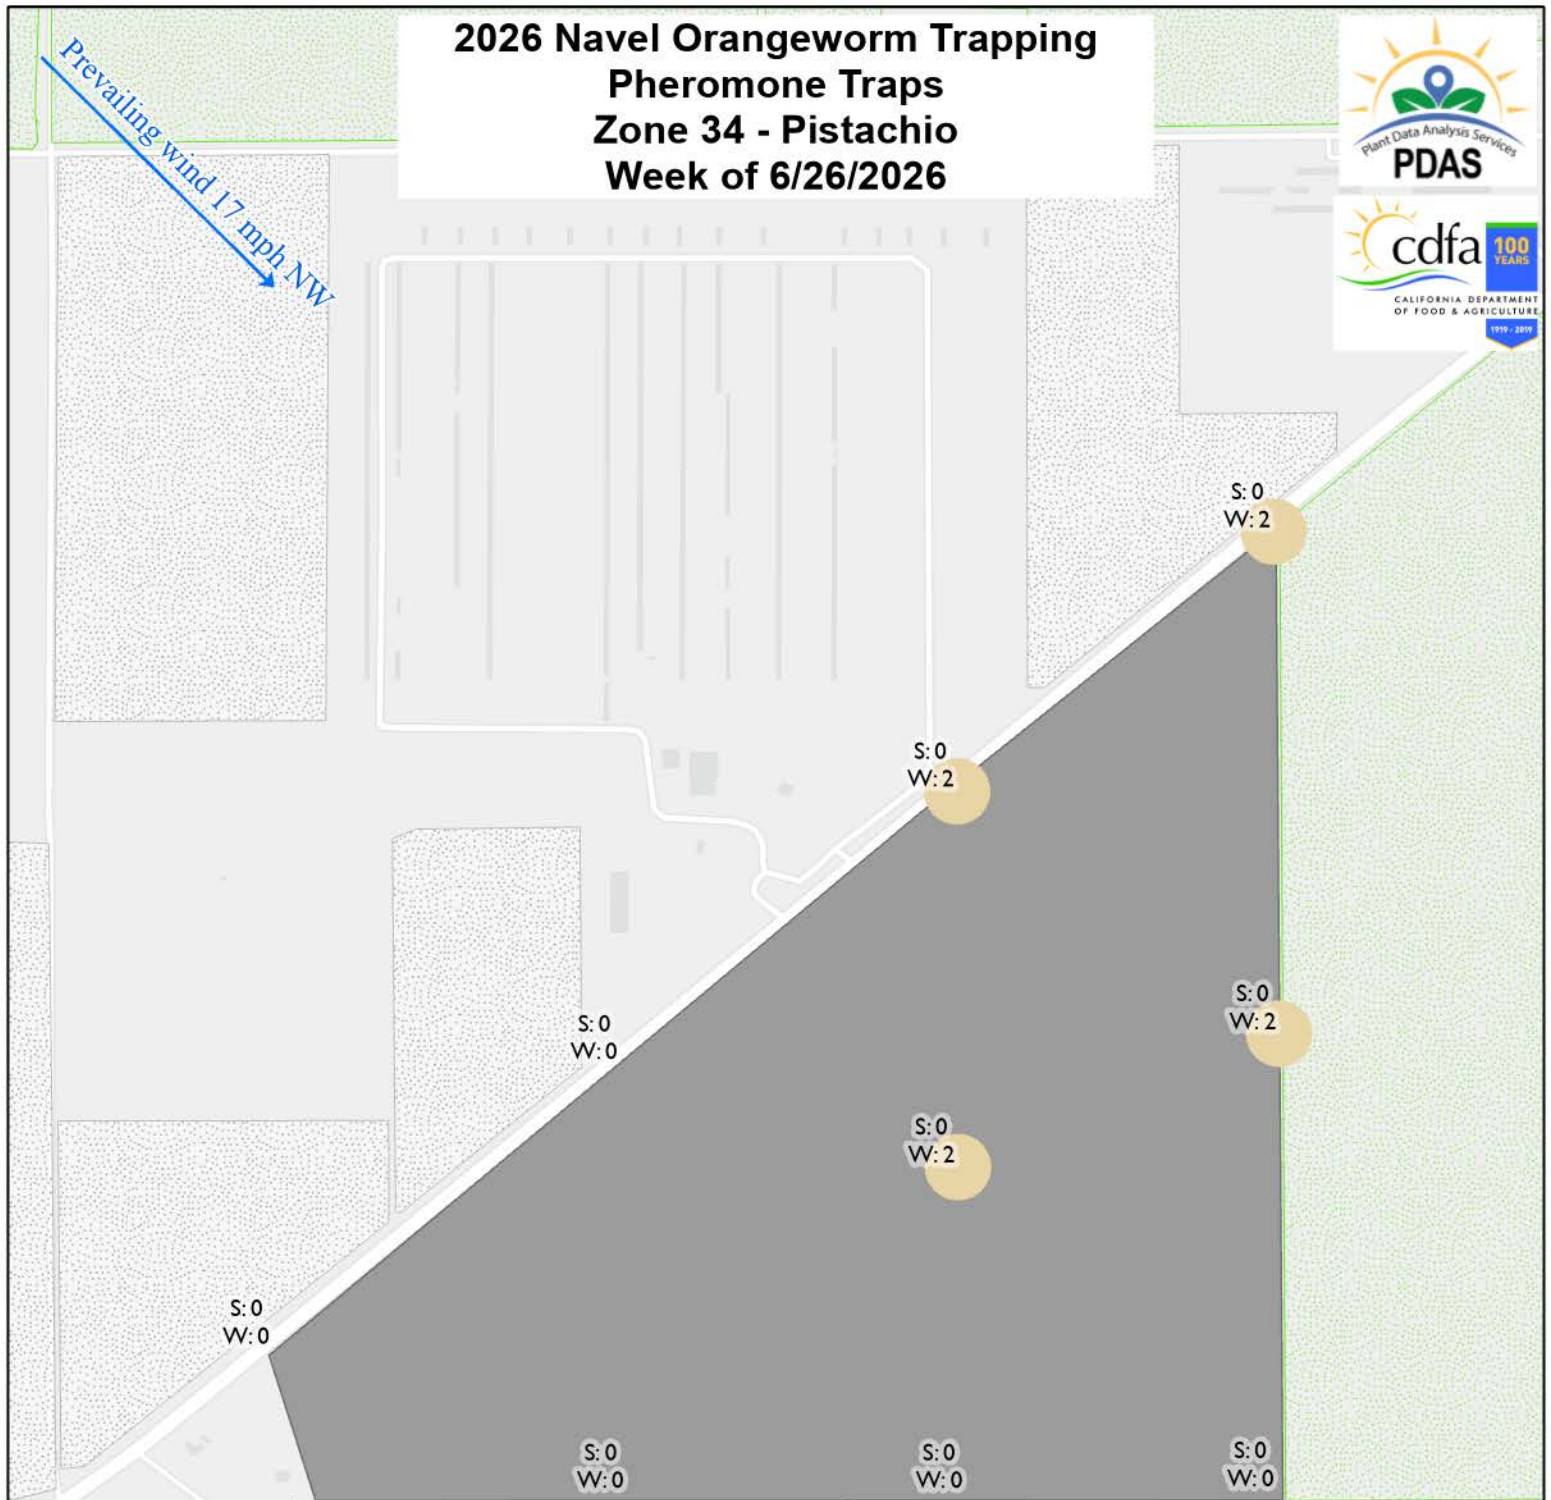 2026 Navel Orangeworm Trapping
Pheromone Traps
Zone 34 - Pistachio
Week of 6/26/2026
Prevailing wind 17 mph NW
Plant Data Analysis Services
PDAS
cdfa
100
YEARS
CALIFORNIA DEPARTMENT
OF FOOD & AGRICULTURE
1919 - 2019
S: 0
W: 2
S: 0
W: 2
S: 0
W: 2
S: 0
W: 0
S: 0
W: 2
S: 0
W: 0
S: 0
W: 0
S: 0
W: 0
S: 0
W: 0